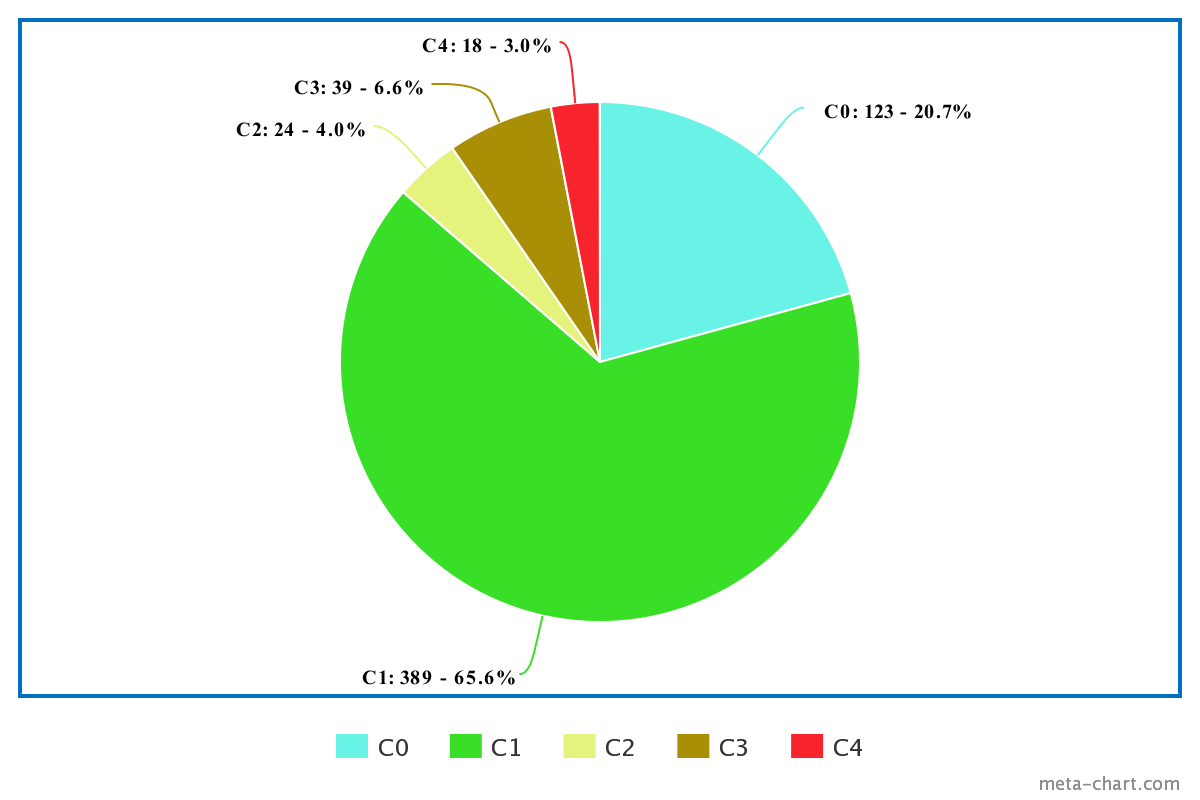 C4: 18 - 3.0%
C3: 39 - 6.6%
C0: 123 - 20.7%
C2: 24 - 4.0%
C1: 389 - 65.6%
C0 C1 C2 C3 C4
meta-chart.com